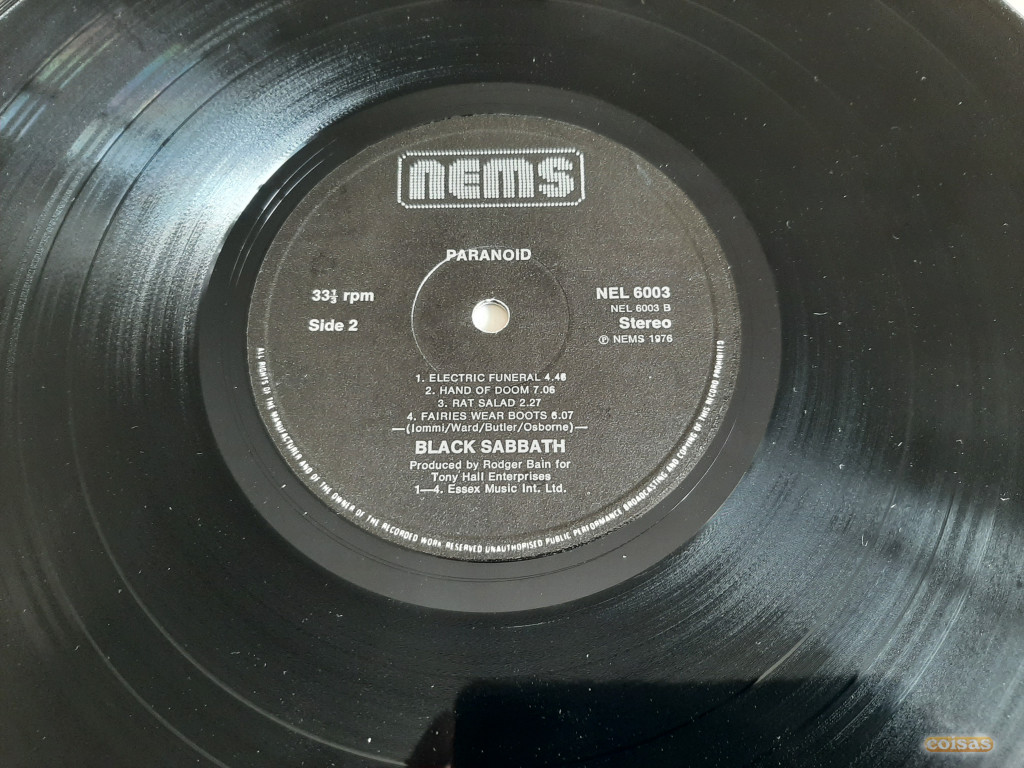 NEMS
PARANOID
33⅓ rpm
Side 2
NEL 6003
NEL 6003 B
Stereo
℗ NEMS 1976
1. ELECTRIC FUNERAL 4.48
2. HAND OF DOOM 7.06
3. RAT SALAD 2.27
4. FAIRIES WEAR BOOTS 6.07
—(Iommi/Ward/Butler/Osborne)—
BLACK SABBATH
Produced by Rodger Bain for
Tony Hall Enterprises
1—4. Essex Music Int. Ltd.
ALL RIGHTS OF THE MANUFACTURER AND OF THE OWNER OF THE RECORDED WORK RESERVED UNAUTHORISED PUBLIC PERFORMANCE BROADCASTING AND COPYING OF THIS RECORD PROHIBITED
coisas